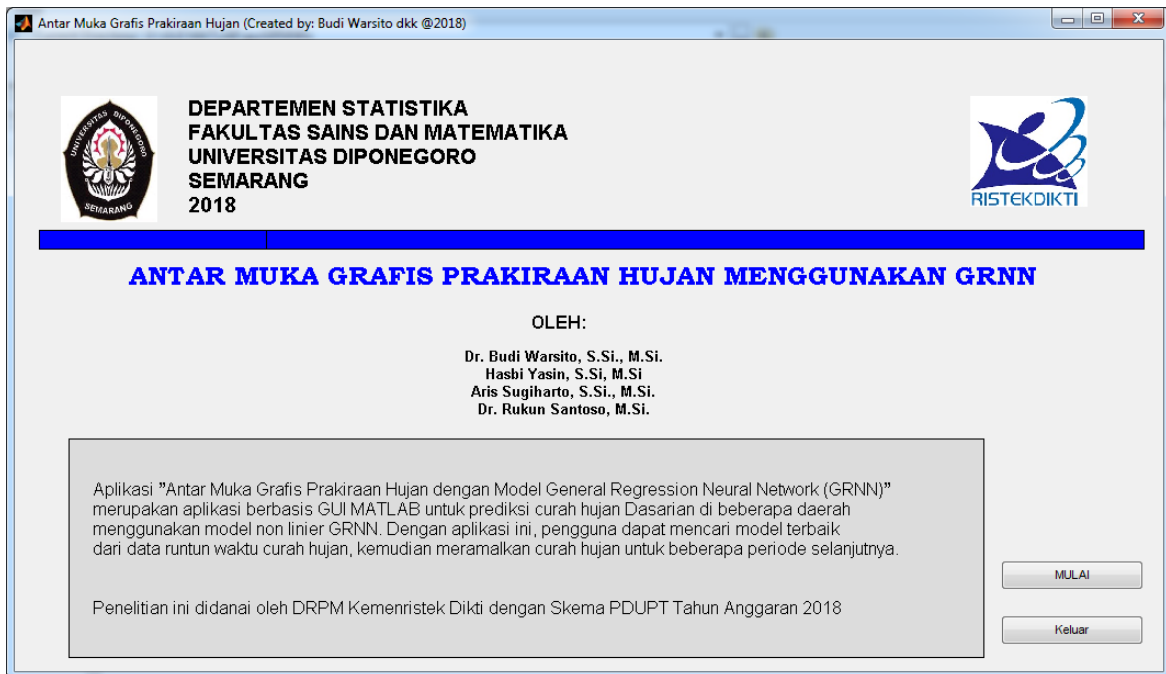 Antar Muka Grafis Prakiraan Hujan (Created by: Budi Warsito dkk @2018)
UNIVERSITAS DIPONEGORO
SEMARANG
DEPARTEMEN STATISTIKA
FAKULTAS SAINS DAN MATEMATIKA
UNIVERSITAS DIPONEGORO
SEMARANG
2018
RISTEKDIKTI
ANTAR MUKA GRAFIS PRAKIRAAN HUJAN MENGGUNAKAN GRNN
OLEH:
Dr. Budi Warsito, S.Si., M.Si.
Hasbi Yasin, S.Si, M.Si
Aris Sugiharto, S.Si., M.Si.
Dr. Rukun Santoso, M.Si.
Aplikasi "Antar Muka Grafis Prakiraan Hujan dengan Model General Regression Neural Network (GRNN)"
merupakan aplikasi berbasis GUI MATLAB untuk prediksi curah hujan Dasarian di beberapa daerah
menggunakan model non linier GRNN. Dengan aplikasi ini, pengguna dapat mencari model terbaik
dari data runtun waktu curah hujan, kemudian meramalkan curah hujan untuk beberapa periode selanjutnya.
Penelitian ini didanai oleh DRPM Kemenristek Dikti dengan Skema PDUPT Tahun Anggaran 2018
MULAI
Keluar